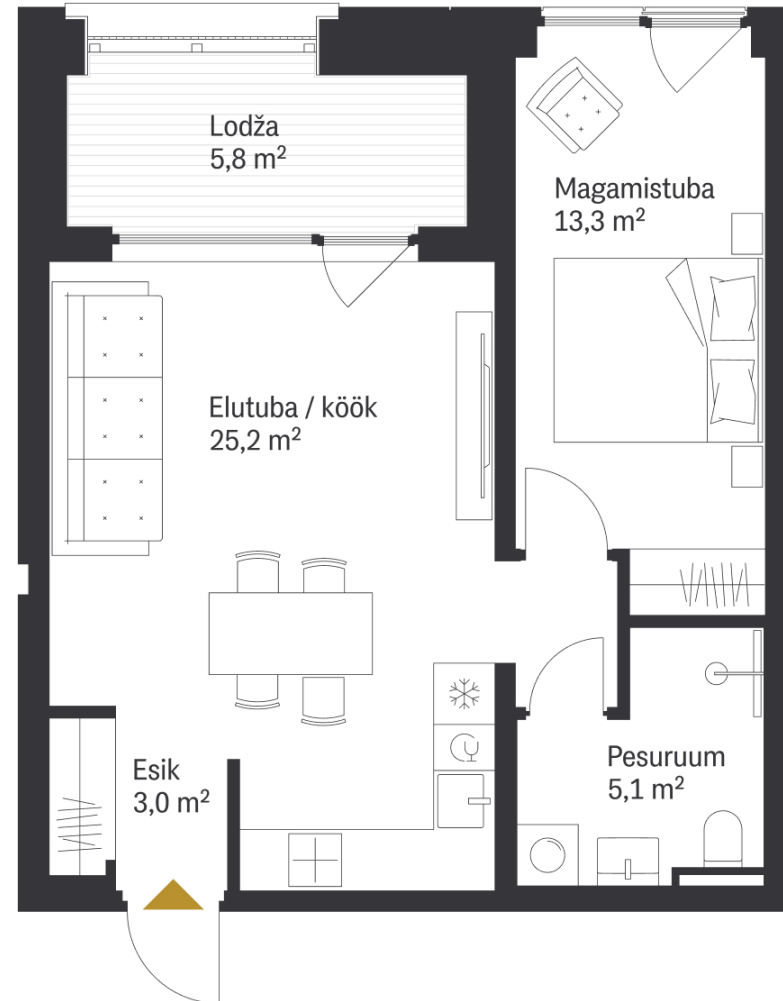 Lodža
5,8 m²
Magamistuba
13,3 m²
Elutuba / köök
25,2 m²
Esik
3,0 m²
Pesuruum
5,1 m²